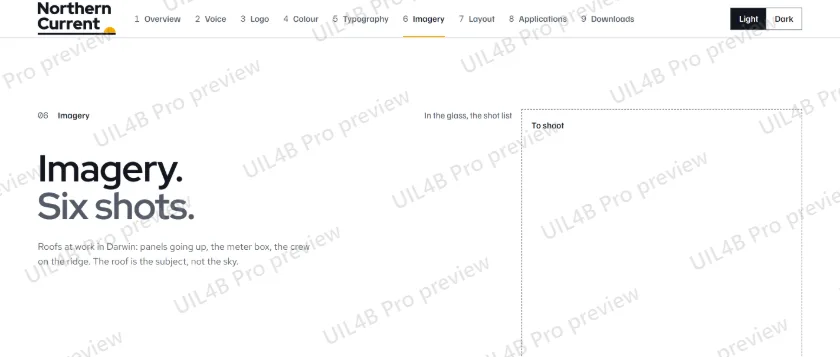 Northern
Current
1 Overview 2 Voice 3 Logo 4 Colour 5 Typography 6 Imagery 7 Layout 8 Applications 9 Downloads
Light Dark
06 Imagery
In the glass, the shot list
To shoot
Imagery.
Six shots.
Roofs at work in Darwin: panels going up, the meter box, the crew
on the ridge. The roof is the subject, not the sky.
UIL4B Pro preview